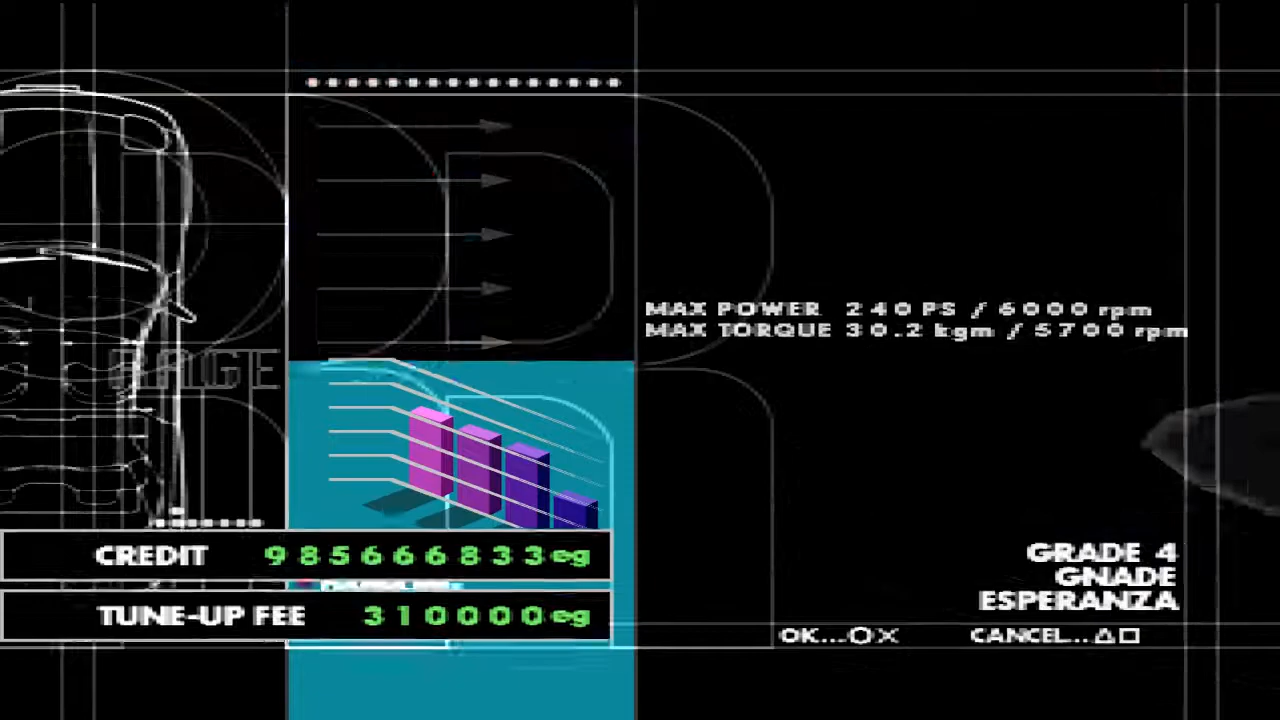 MAX POWER 240 PS / 6000 rpm
MAX TORQUE 30.2 kgm / 5700 rpm
CREDIT 985666833eg
TUNE-UP FEE 310000eg
GRADE 4
GNADE
ESPERANZA
OK...○× CANCEL...△□